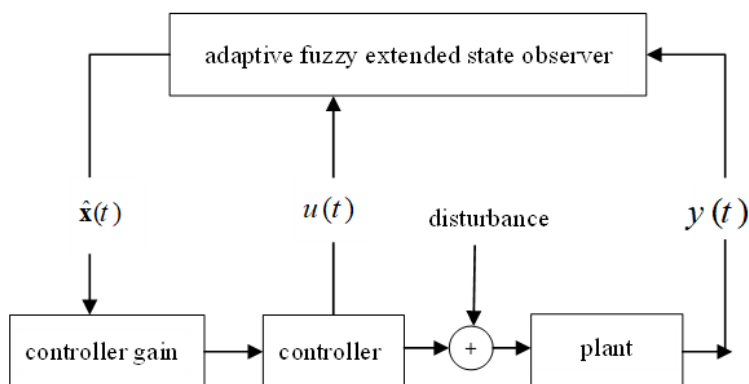 adaptive fuzzy extended state observer
x̂(t)
u(t)
disturbance
y(t)
controller gain
controller
+
plant